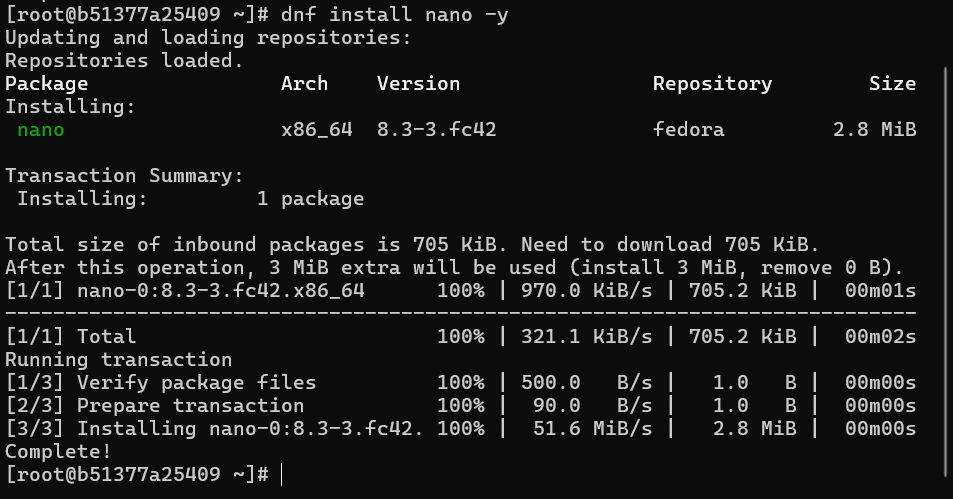 [root@b51377a25409 ~]# dnf install nano -y
Updating and loading repositories:
Repositories loaded.
Package                Arch    Version                Repository        Size
Installing:
 nano                  x86_64  8.3-3.fc42             fedora         2.8 MiB

Transaction Summary:
 Installing:         1 package

Total size of inbound packages is 705 KiB. Need to download 705 KiB.
After this operation, 3 MiB extra will be used (install 3 MiB, remove 0 B).
[1/1] nano-0:8.3-3.fc42.x86_64      100% | 970.0 KiB/s | 705.2 KiB |  00m01s
----------------------------------------------------------------------------
[1/1] Total                         100% | 321.1 KiB/s | 705.2 KiB |  00m02s
Running transaction
[1/3] Verify package files          100% | 500.0   B/s |   1.0   B |  00m00s
[2/3] Prepare transaction           100% |  90.0   B/s |   1.0   B |  00m00s
[3/3] Installing nano-0:8.3-3.fc42. 100% |  51.6 MiB/s |   2.8 MiB |  00m00s
Complete!
[root@b51377a25409 ~]#